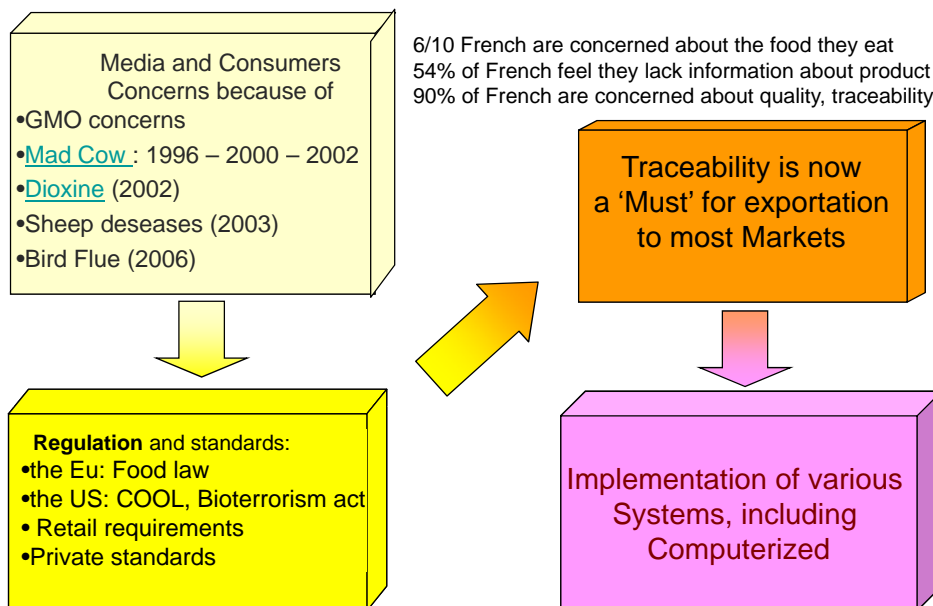 Media and Consumers
Concerns because of
•GMO concerns
•Mad Cow : 1996 – 2000 – 2002
•Dioxine (2002)
•Sheep deseases (2003)
•Bird Flue (2006)
6/10 French are concerned about the food they eat
54% of French feel they lack information about product
90% of French are concerned about quality, traceability
Traceability is now
a ‘Must’ for exportation
to most Markets
Regulation and standards:
•the Eu: Food law
•the US: COOL, Bioterrorism act
• Retail requirements
•Private standards
Implementation of various
Systems, including
Computerized